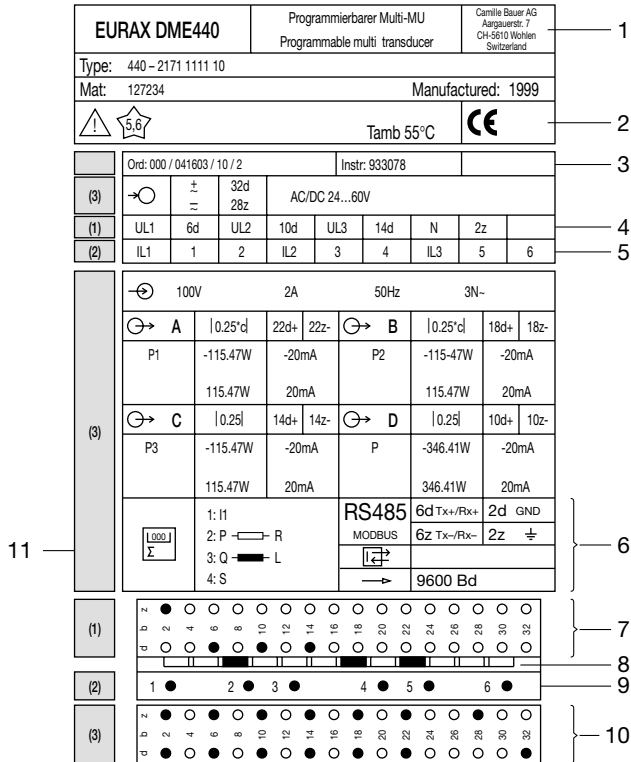 EURAX DME440
Programmierbarer Multi-MU
Programmable multi transducer
Camille Bauer AG
Aargauerstr. 7
CH-5610 Wohlen
Switzerland
1
Type: 440 – 2171 1111 10
Mat: 127234 Manufactured: 1999
5,6 Tamb 55°C CE 2
Ord: 000 / 041603 / 10 / 2 Instr: 933078 3
(3) 32d AC/DC 24...60V
28z
(1) UL1 6d UL2 10d UL3 14d N 2z 4
(2) IL1 1 2 IL2 3 4 IL3 5 6 5
100V 2A 50Hz 3N~
A |0.25*c| 22d+ 22z- B |0.25*c| 18d+ 18z-
P1 -115.47W -20mA P2 -115-47W -20mA
115.47W 20mA 115.47W 20mA
(3) C |0.25| 14d+ 14z- D |0.25| 10d+ 10z-
P3 -115.47W -20mA P -346.41W -20mA
115.47W 20mA 346.41W 20mA
1: I1 RS485 6d Tx+/Rx+ 2d GND
000 2: P R MODBUS 6z Tx–/Rx– 2z
Σ 3: Q L
4: S 9600 Bd
11 6
z
(1) b 2 4 6 8 10 12 14 16 18 20 22 24 26 28 30 32 7
d
8
(2) 1 2 3 4 5 6 9
z
(3) b 2 4 6 8 10 12 14 16 18 20 22 24 26 28 30 32 10
d